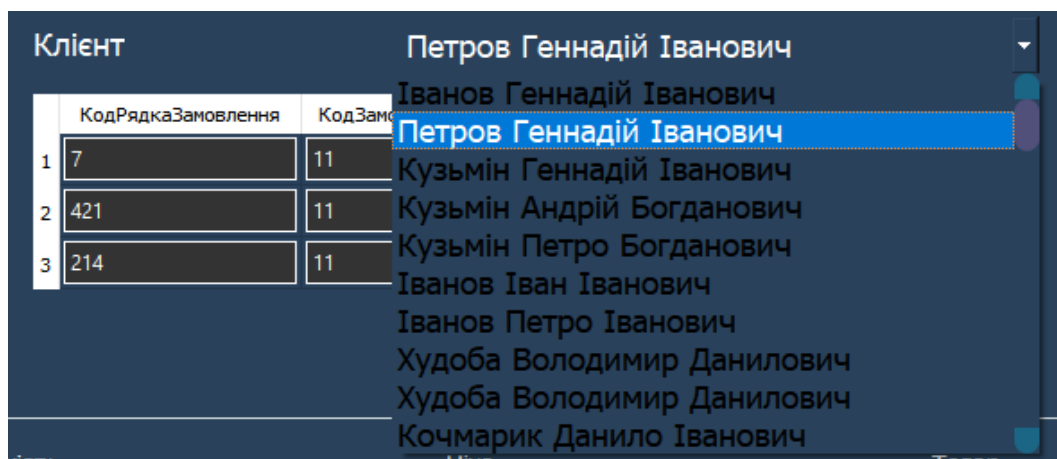 Клієнт
Петров Геннадій Іванович
Іванов Геннадій Іванович
КодРядкаЗамовлення
Петров Геннадій Іванович
1 7 11
Кузьмін Геннадій Іванович
2 421 11
Кузьмін Андрій Богданович
Кузьмін Петро Богданович
3 214 11
Іванов Іван Іванович
Іванов Петро Іванович
Худоба Володимир Данилович
Худоба Володимир Данилович
Кочмарик Данило Іванович